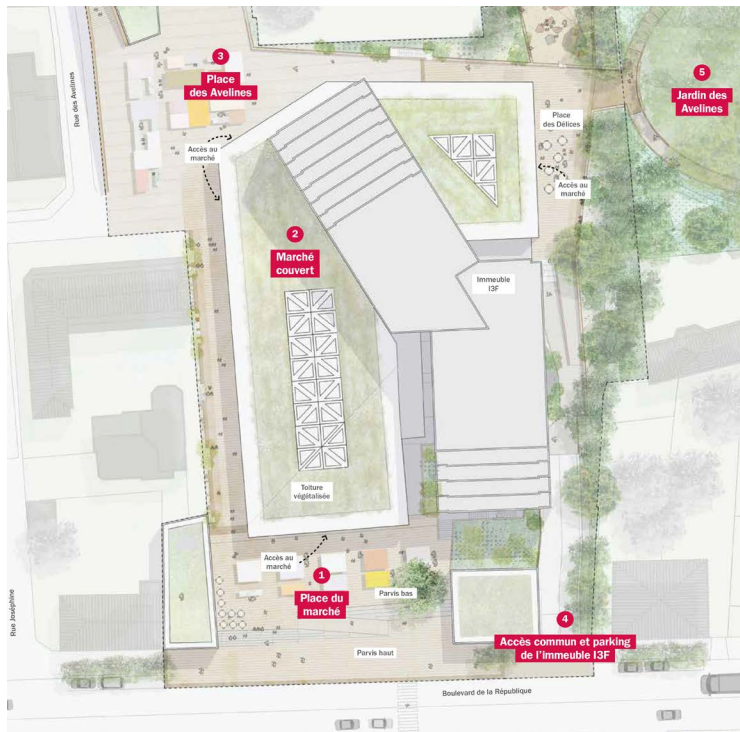 3
Place
des Avelines
5
Jardin des
Avelines
Rue des Avelines
Place
des Délices
Accès au
marché
Accès au
marché
2
Marché
couvert
Immeuble
I3F
Toiture
végétalisée
Accès au
marché
1
Place du
marché
Parvis bas
4
Accès commun et parking
de l'immeuble I3F
Rue Joséphine
Parvis haut
Boulevard de la République